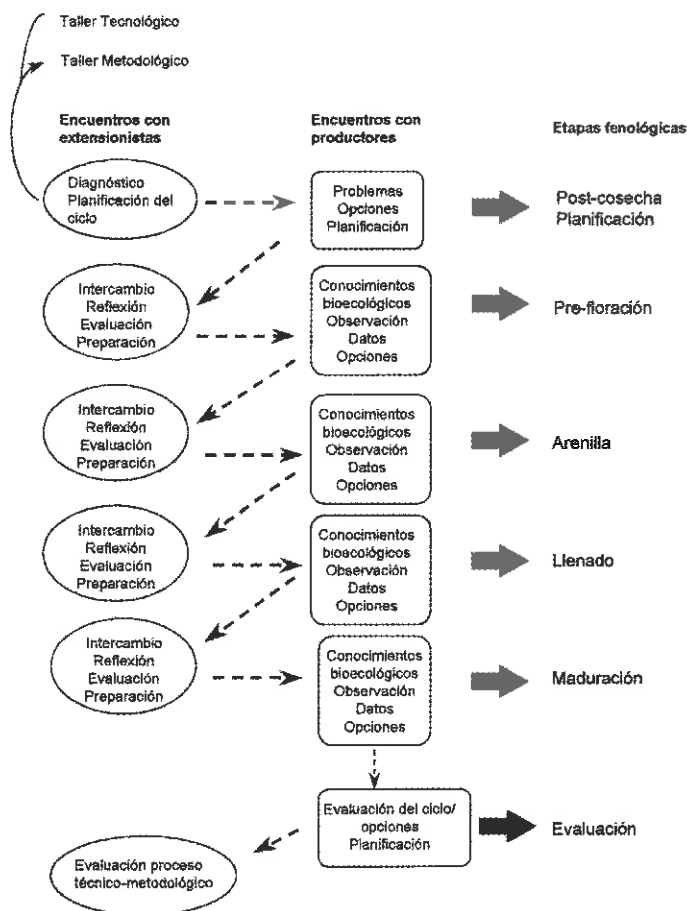 Taller Tecnológico
Taller Metodológico
Encuentros con
extensionistas
Encuentros con
productores
Etapas fenológicas
Diagnóstico
Planificación del
ciclo
Problemas
Opciones
Planificación
Post-cosecha
Planificación
Intercambio
Reflexión
Evaluación
Preparación
Conocimientos
bioecológicos
Observación
Datos
Opciones
Pre-floración
Intercambio
Reflexión
Evaluación
Preparación
Conocimientos
bioecológicos
Observación
Datos
Opciones
Arenilla
Intercambio
Reflexión
Evaluación
Preparación
Conocimientos
bioecológicos
Observación
Datos
Opciones
Llenado
Intercambio
Reflexión
Evaluación
Preparación
Conocimientos
bioecológicos
Observación
Datos
Opciones
Maduración
Evaluación del ciclo/
opciones
Planificación
Evaluación
Evaluación proceso
técnico-metodológico